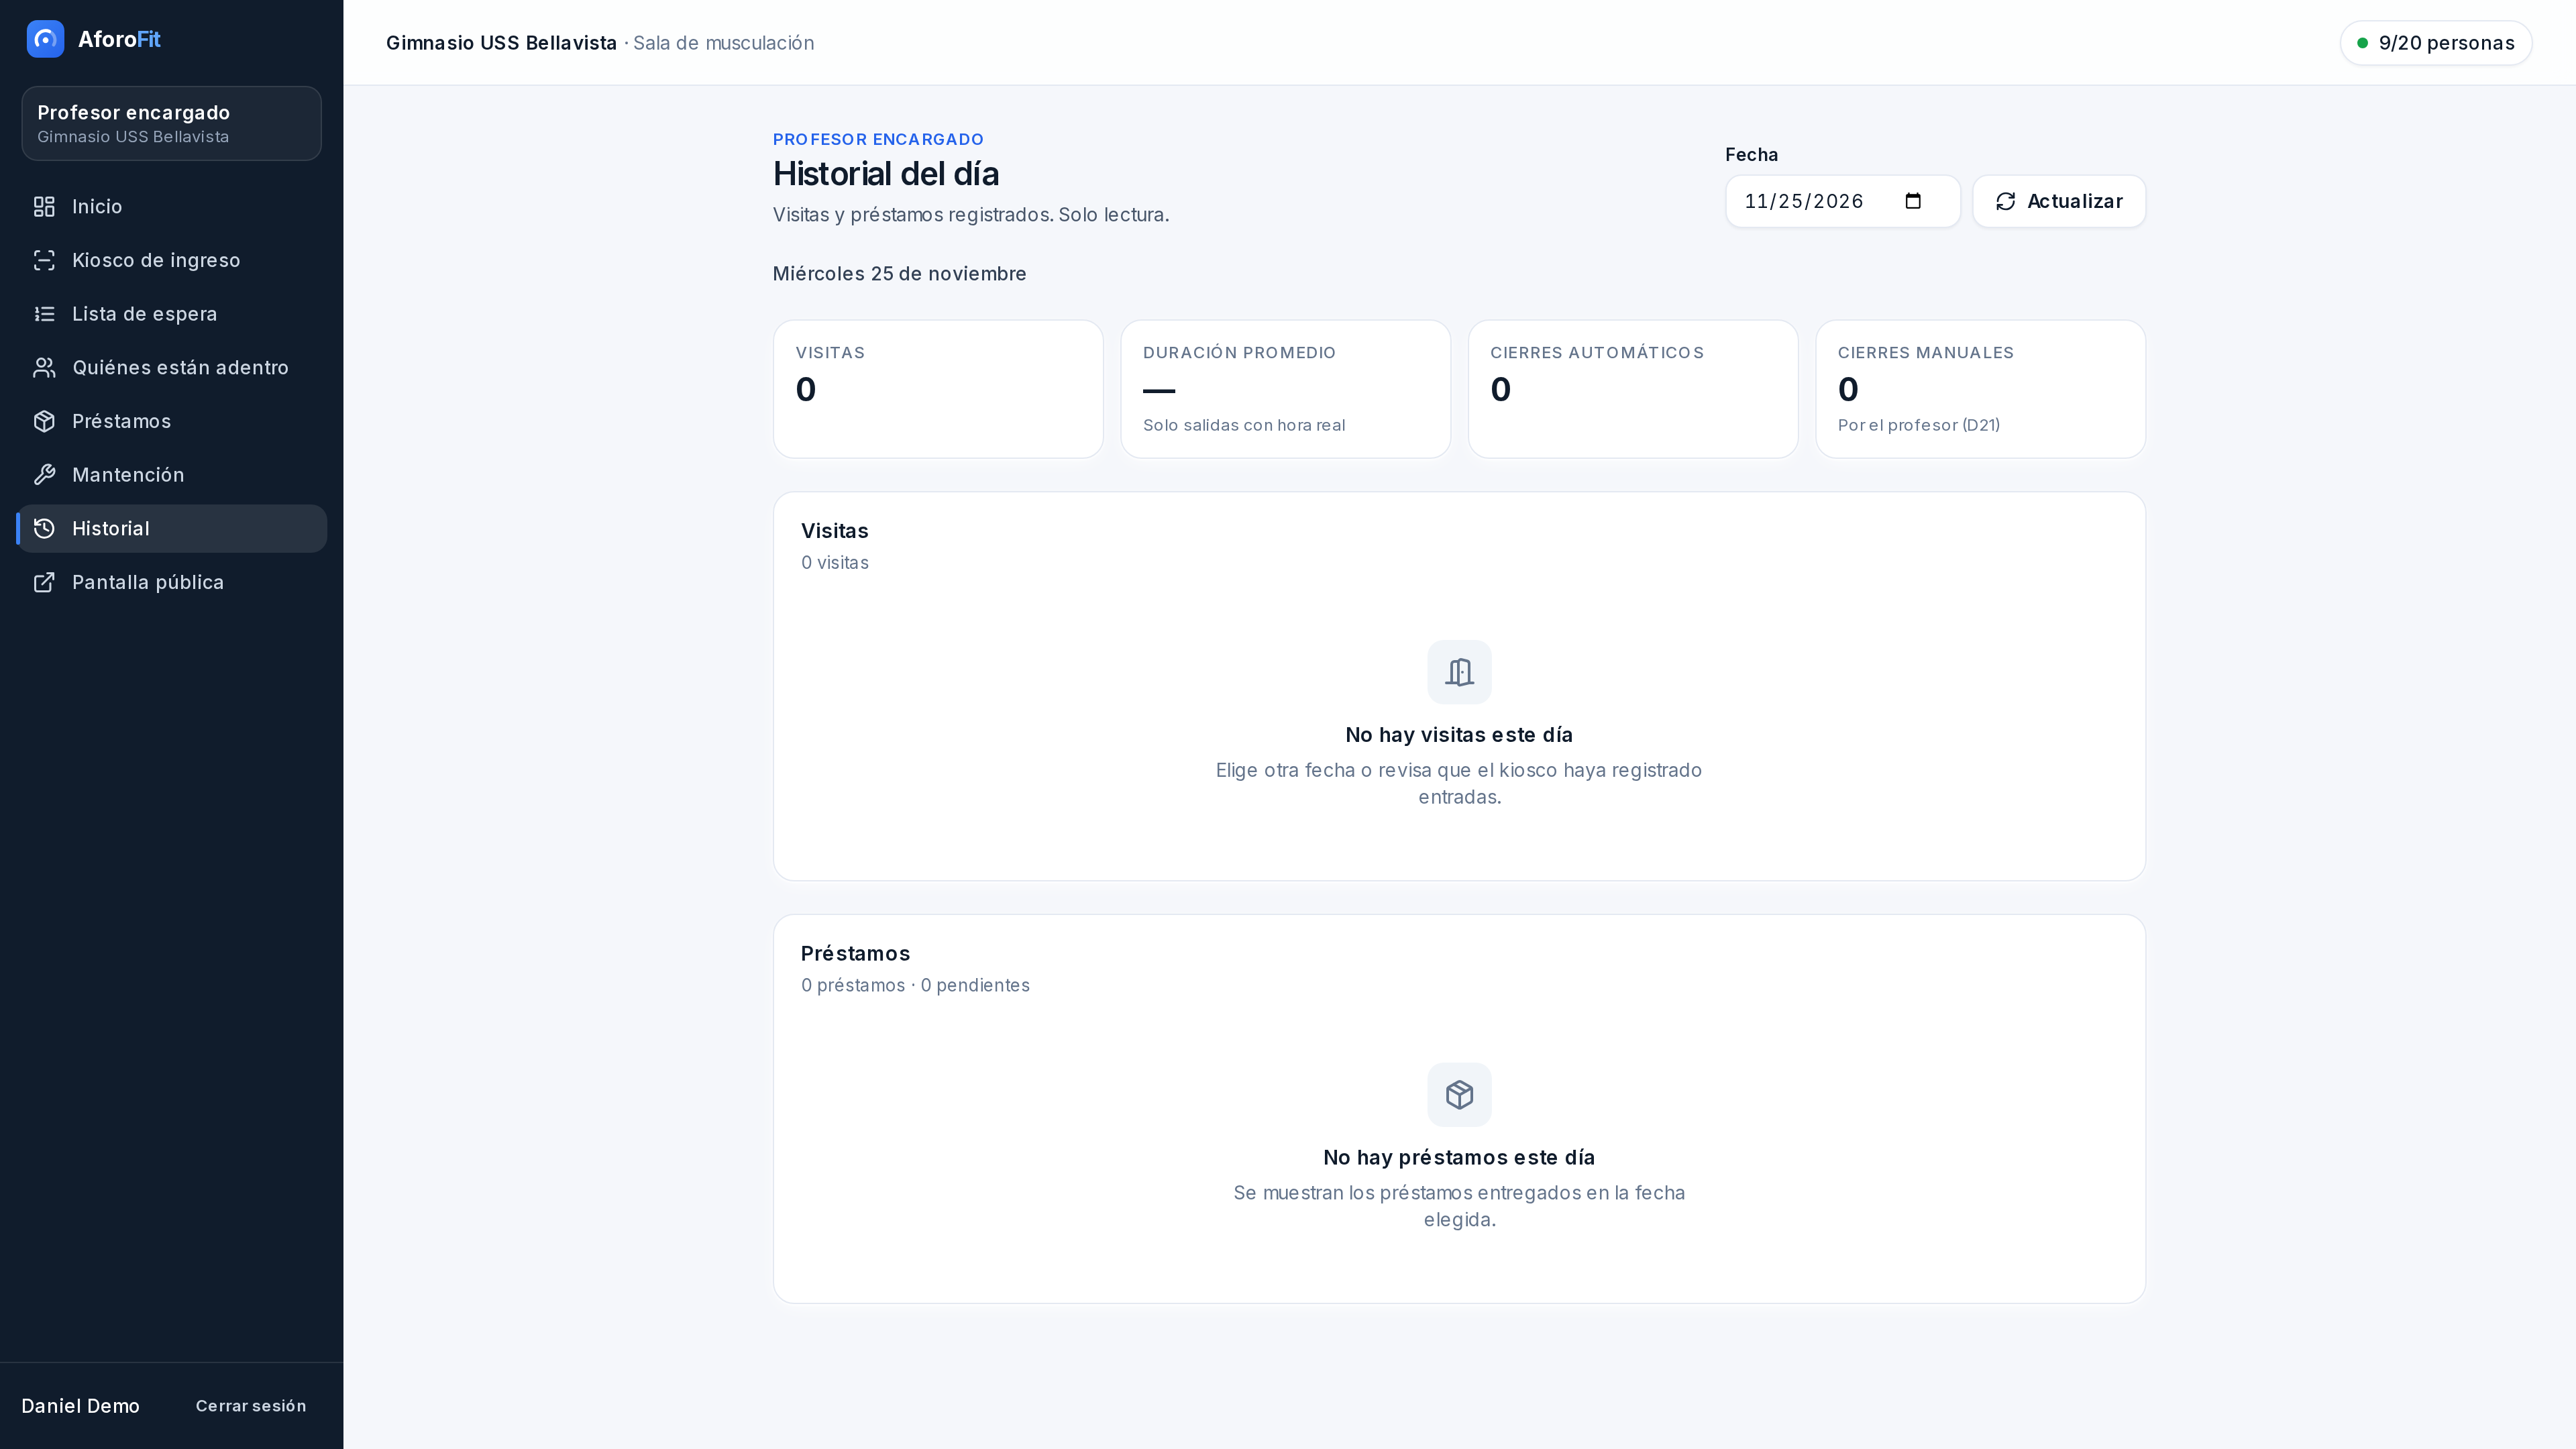 AforoFit
Profesor encargado
Gimnasio USS Bellavista
Inicio
Kiosco de ingreso
Lista de espera
Quiénes están adentro
Préstamos
Mantención
Historial
Pantalla pública
Daniel Demo
Cerrar sesión
Gimnasio USS Bellavista · Sala de musculación
9/20 personas
PROFESOR ENCARGADO
Historial del día
Visitas y préstamos registrados. Solo lectura.
Fecha
11/25/2026
Actualizar
Miércoles 25 de noviembre
VISITAS
0
DURACIÓN PROMEDIO
—
Solo salidas con hora real
CIERRES AUTOMÁTICOS
0
CIERRES MANUALES
0
Por el profesor (D21)
Visitas
0 visitas
No hay visitas este día
Elige otra fecha o revisa que el kiosco haya registrado
entradas.
Préstamos
0 préstamos · 0 pendientes
No hay préstamos este día
Se muestran los préstamos entregados en la fecha
elegida.